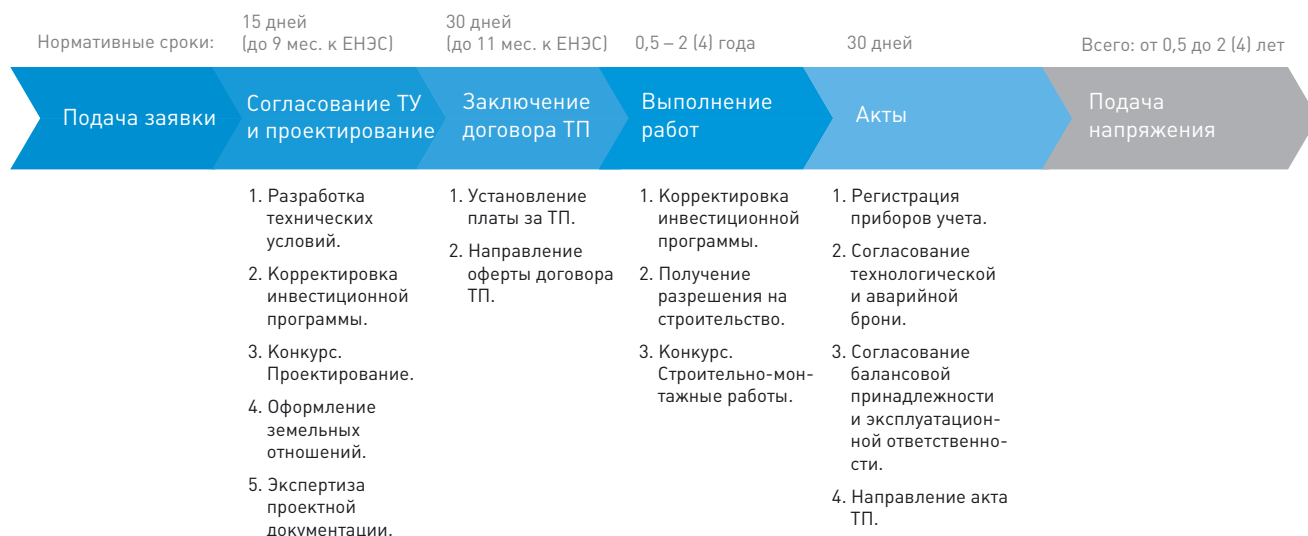 Нормативные сроки:
15 дней
(до 9 мес. к ЕНЭС)
30 дней
(до 11 мес. к ЕНЭС)
0,5 – 2 (4) года
30 дней
Всего: от 0,5 до 2 (4) лет
Подача заявки
Согласование ТУ
и проектирование
Заключение
договора ТП
Выполнение
работ
Акты
Подача
напряжения
1. Разработка
технических
условий.
2. Корректировка
инвестиционной
программы.
3. Конкурс.
Проектирование.
4. Оформление
земельных
отношений.
5. Экспертиза
проектной
документации.
1. Установление
платы за ТП.
2. Направление
оферты договора
ТП.
1. Корректировка
инвестиционной
программы.
2. Получение
разрешения на
строительство.
3. Конкурс.
Строительно-мон-
тажные работы.
1. Регистрация
приборов учета.
2. Согласование
технологической
и аварийной
брони.
3. Согласование
балансовой
принадлежности
и эксплуатацион-
ной ответственно-
сти.
4. Направление акта
ТП.